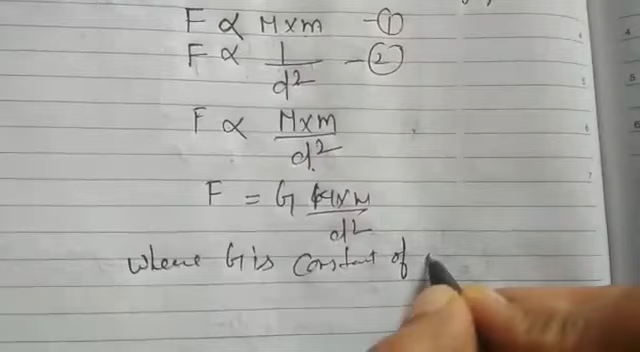 F ∝ M×m —①
F ∝ 1/d² —②
F ∝ M×m/d²
F = G M×m/d²
where G is constant of